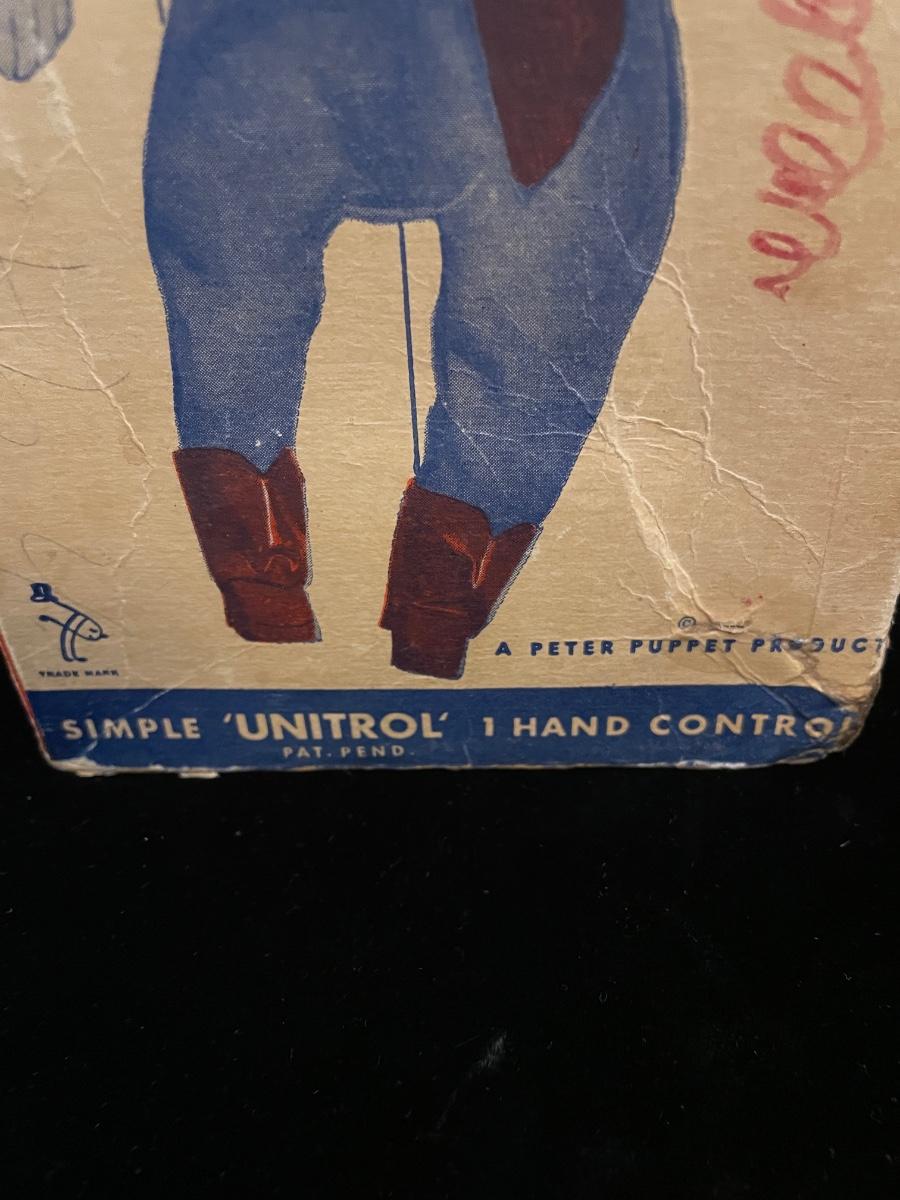 ©
A PETER PUPPET PRODUCT
TRADE MARK
SIMPLE 'UNITROL' 1 HAND CONTROL
PAT. PEND.